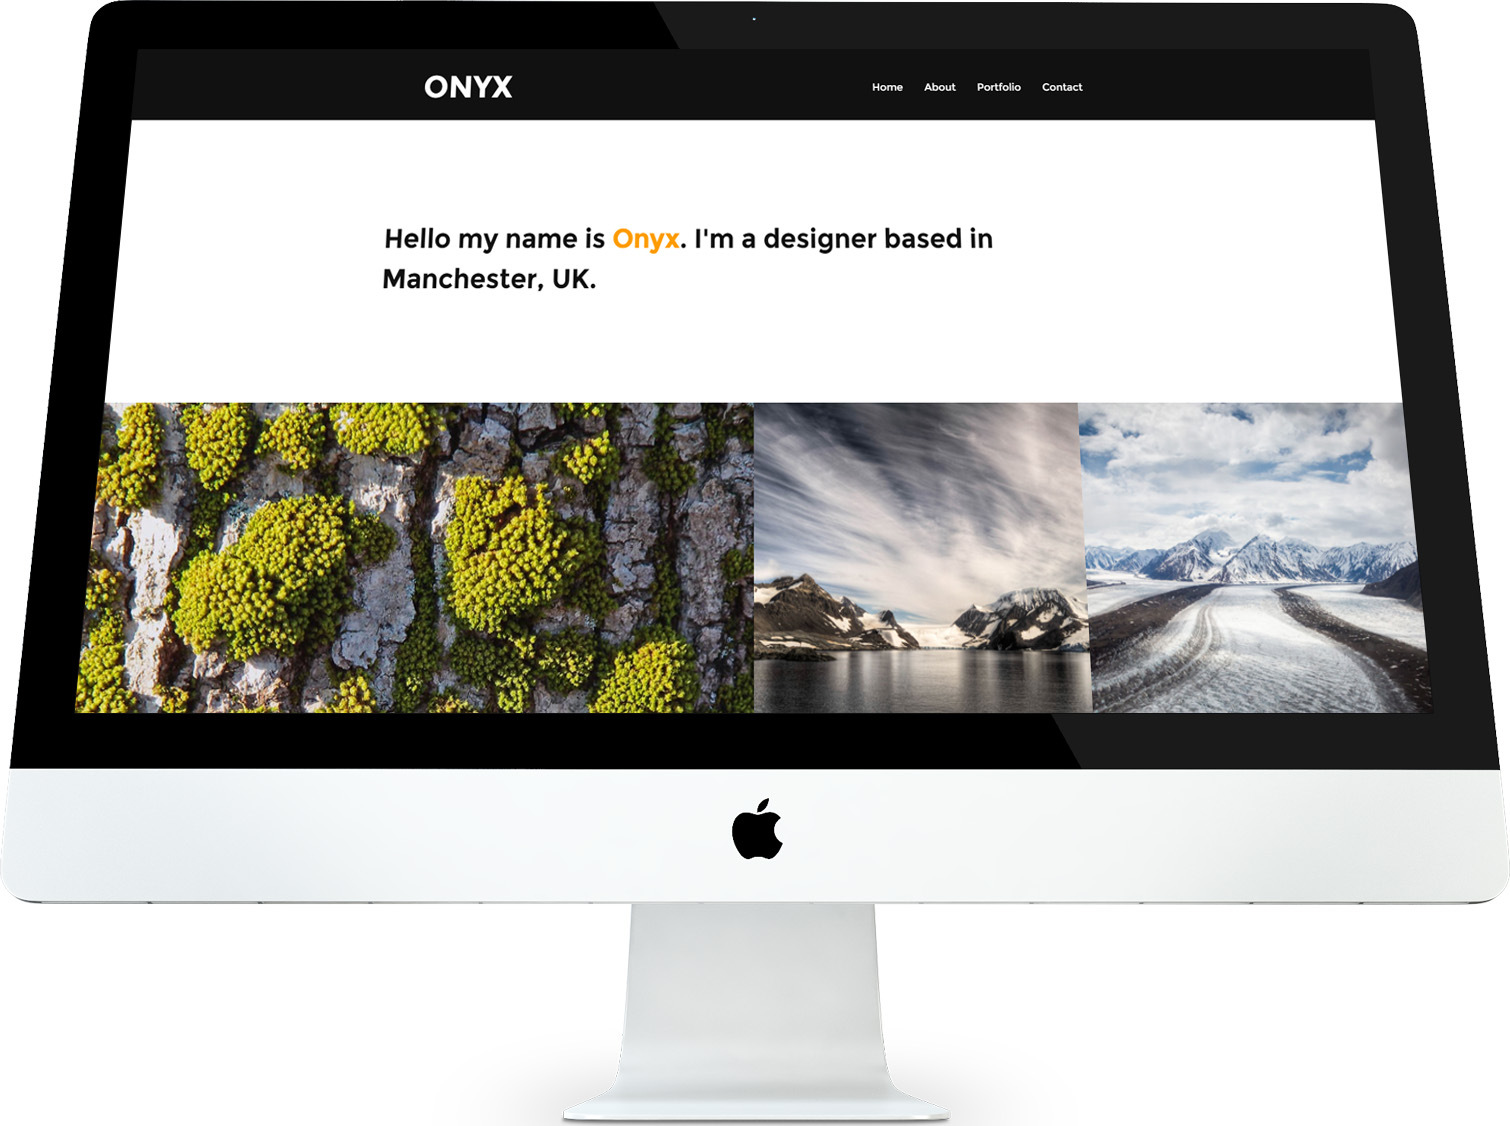 ONYX
Home About Portfolio Contact
Hello my name is Onyx. I'm a designer based in
Manchester, UK.